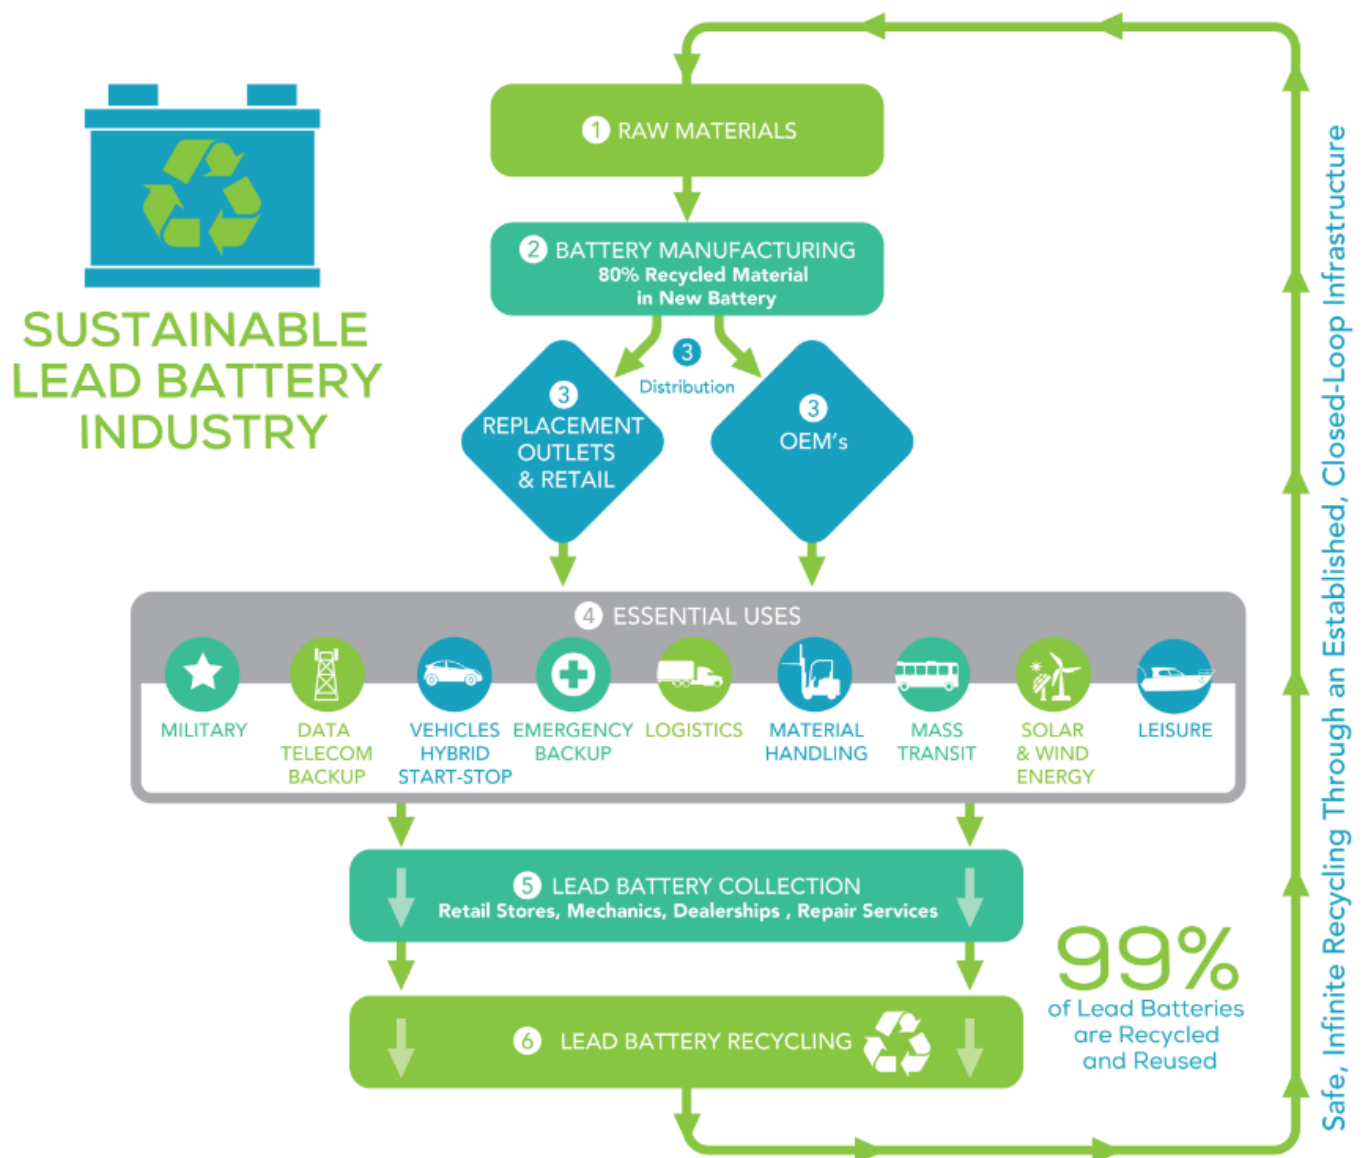 SUSTAINABLE
LEAD BATTERY
INDUSTRY
1 RAW MATERIALS
2 BATTERY MANUFACTURING
80% Recycled Material
in New Battery
3
Distribution
3
REPLACEMENT
OUTLETS
& RETAIL
3
OEM's
4 ESSENTIAL USES
MILITARY
DATA
TELECOM
BACKUP
VEHICLES
HYBRID
START-STOP
EMERGENCY
BACKUP
LOGISTICS
MATERIAL
HANDLING
MASS
TRANSIT
SOLAR
& WIND
ENERGY
LEISURE
5 LEAD BATTERY COLLECTION
Retail Stores, Mechanics, Dealerships , Repair Services
6 LEAD BATTERY RECYCLING
99%
of Lead Batteries
are Recycled
and Reused
Safe, Infinite Recycling Through an Established, Closed-Loop Infrastructure